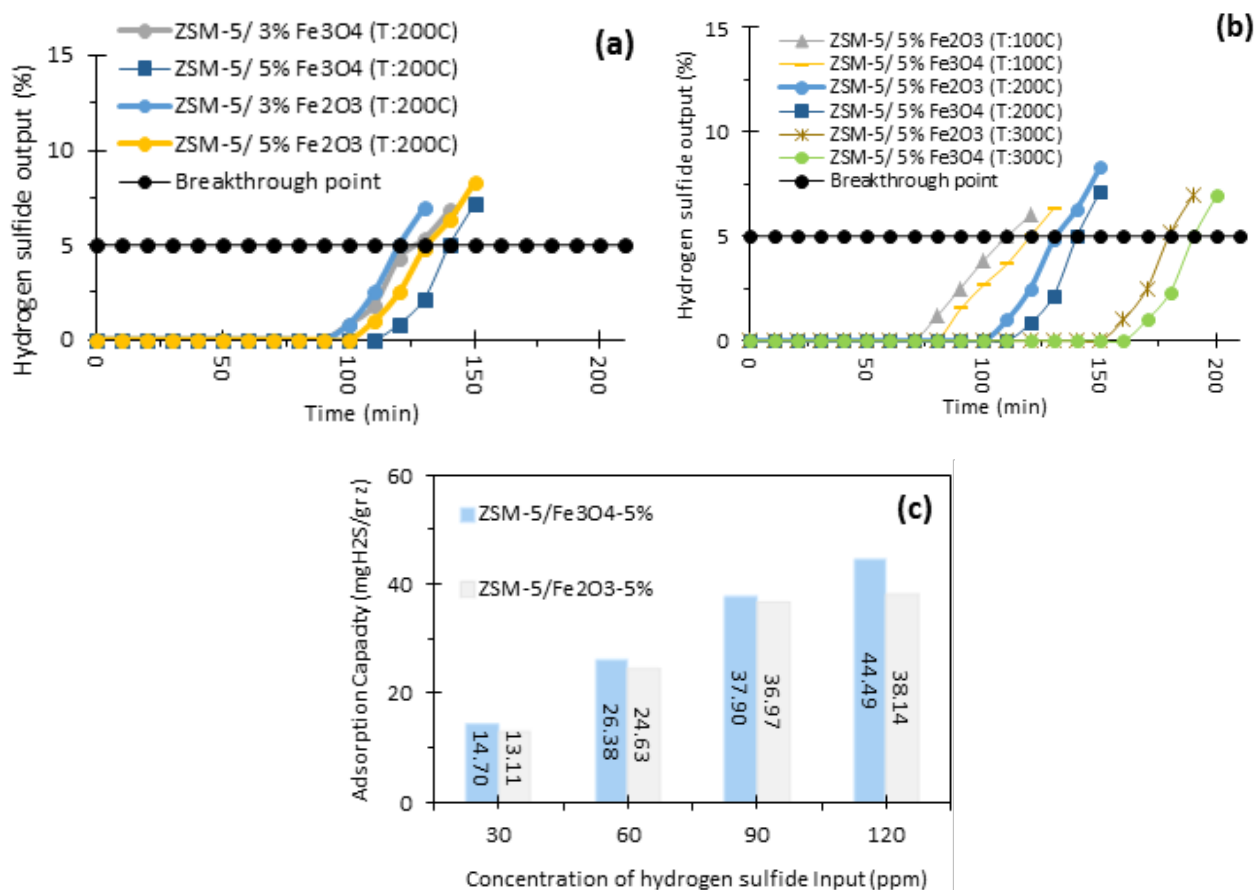 ZSM-5/ 3% Fe3O4 (T:200C)
(a)
ZSM-5/ 5% Fe3O4 (T:200C)
ZSM-5/ 3% Fe2O3 (T:200C)
ZSM-5/ 5% Fe2O3 (T:200C)
Breakthrough point
Hydrogen sulfide output (%)
15
10
5
0
0
50
100
150
200
Time (min)
(b)
ZSM-5/ 5% Fe2O3 (T:100C)
ZSM-5/ 5% Fe3O4 (T:100C)
ZSM-5/ 5% Fe2O3 (T:200C)
ZSM-5/ 5% Fe3O4 (T:200C)
ZSM-5/ 5% Fe2O3 (T:300C)
ZSM-5/ 5% Fe3O4 (T:300C)
Breakthrough point
Hydrogen sulfide output (%)
15
10
5
0
0
50
100
150
200
Time (min)
(c)
ZSM-5/Fe3O4-5%
ZSM-5/Fe2O3-5%
Adsorption Capacity (mgH2S/gr z)
60
40
20
0
14.70
13.11
26.38
24.63
37.90
36.97
44.49
38.14
30
60
90
120
Concentration of hydrogen sulfide Input (ppm)